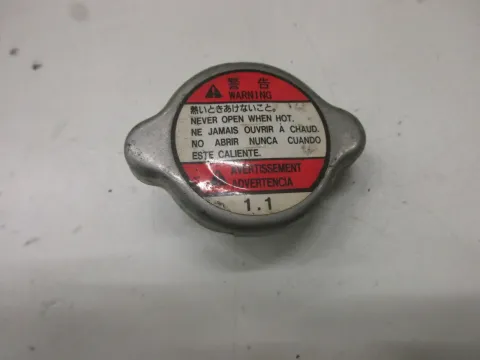 警告
WARNING
熱いときあけないこと。
NEVER OPEN WHEN HOT.
NE JAMAIS OUVRIR À CHAUD.
NO ABRIR NUNCA CUANDO
ESTE CALIENTE.
AVERTISSEMENT
ADVERTENCIA
1.1